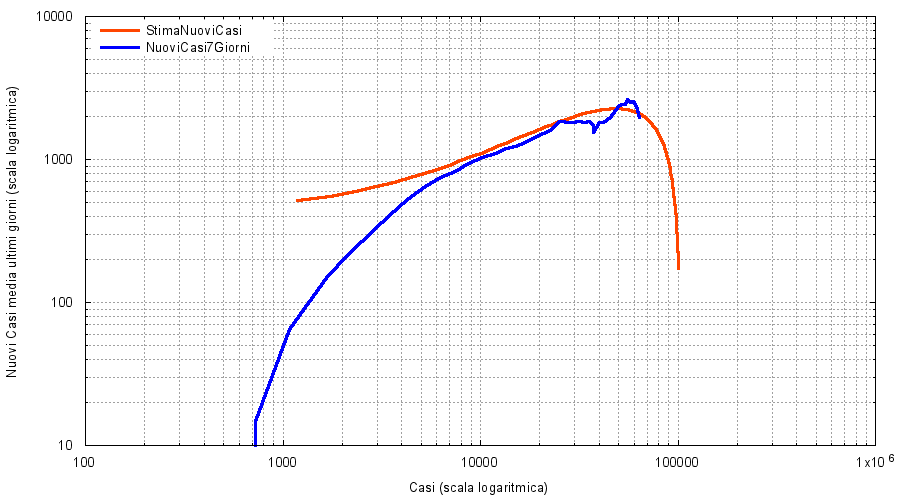 10000
StimaNuoviCasi
NuoviCasi7Giorni
Nuovi Casi media ultimi giorni (scala logaritmica)
1000
100
10
100 1000 10000 100000 1x10 6
Casi (scala logaritmica)